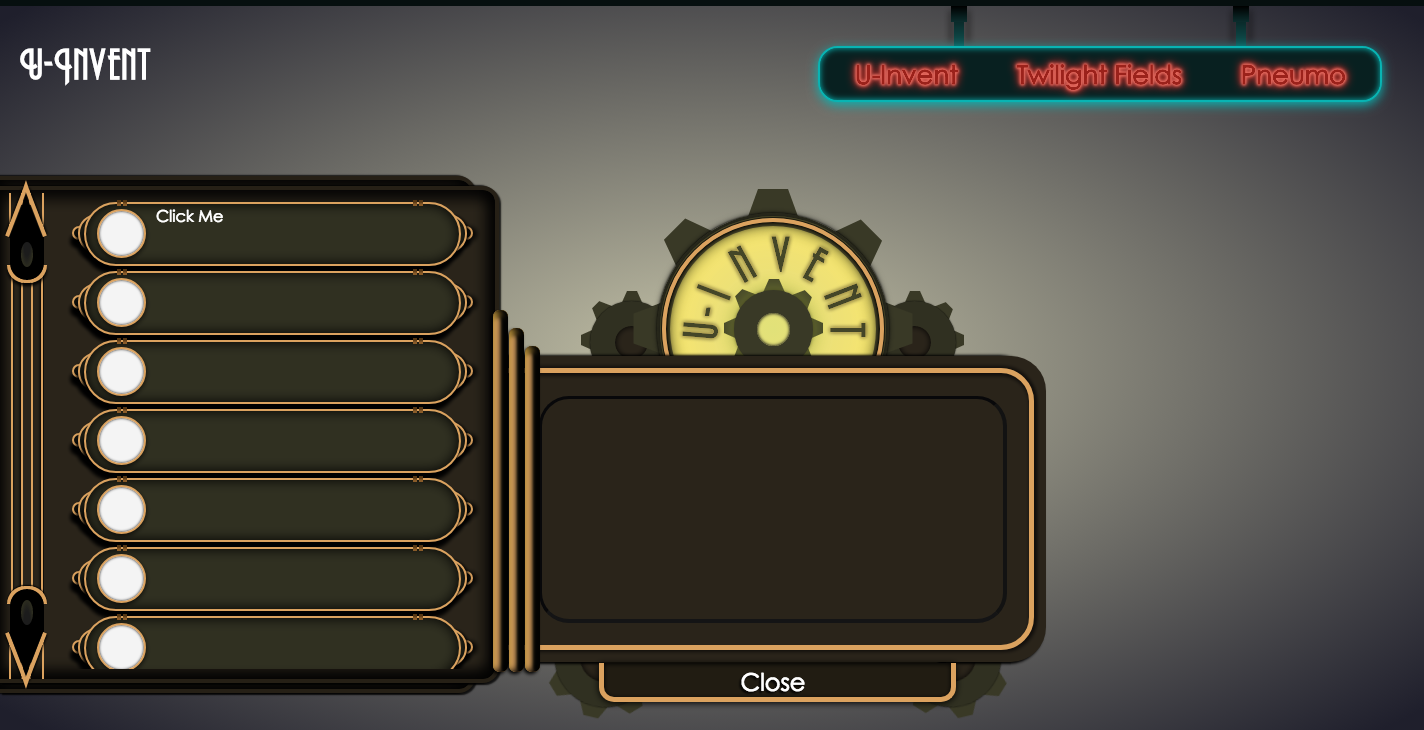 U-INVENT
U-Invent Twilight Fields Pneumo
Click Me
U-INVENT
Close